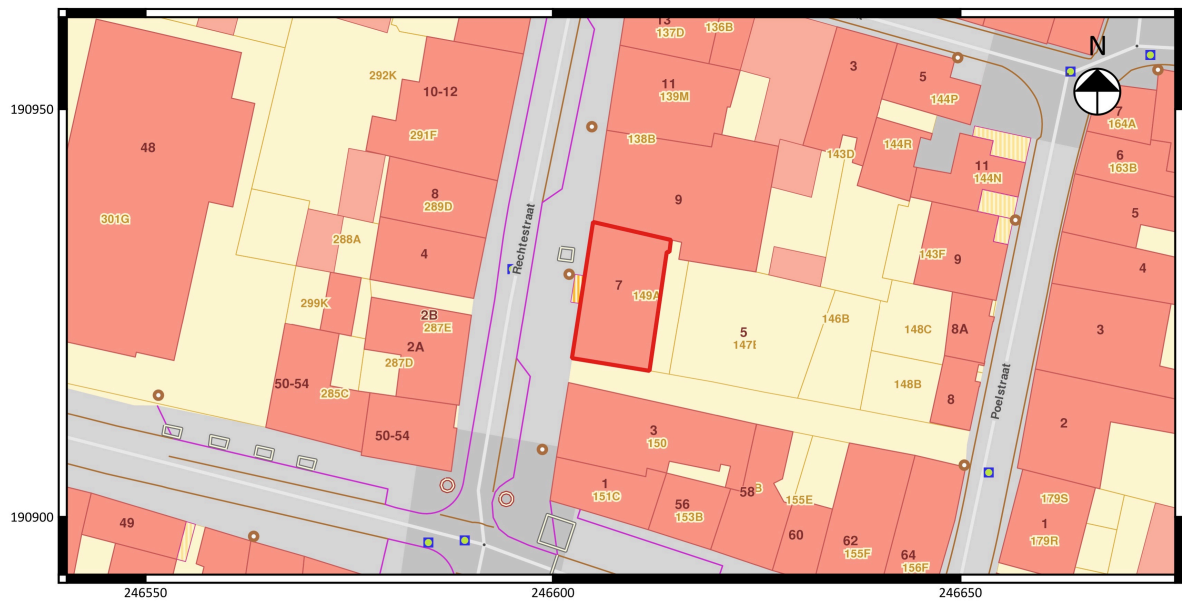 13
137D
136B
292K
10-12
11
139M
3
5
144P
N
190950
291F
7
164A
138B
144R
48
143D
6
163B
8
289D
11
144N
9
5
301G
288A
4
Rechtestraat
143F
9
4
7
149A
299K
2B
287E
146B
148C
8A
3
5
2A
287D
148B
50-54
285C
8
Poelstraat
50-54
3
150
2
1
151C
58
155E
179S
56
153B
190900
49
60
62
155F
64
156F
1
179R
246550
246600
246650